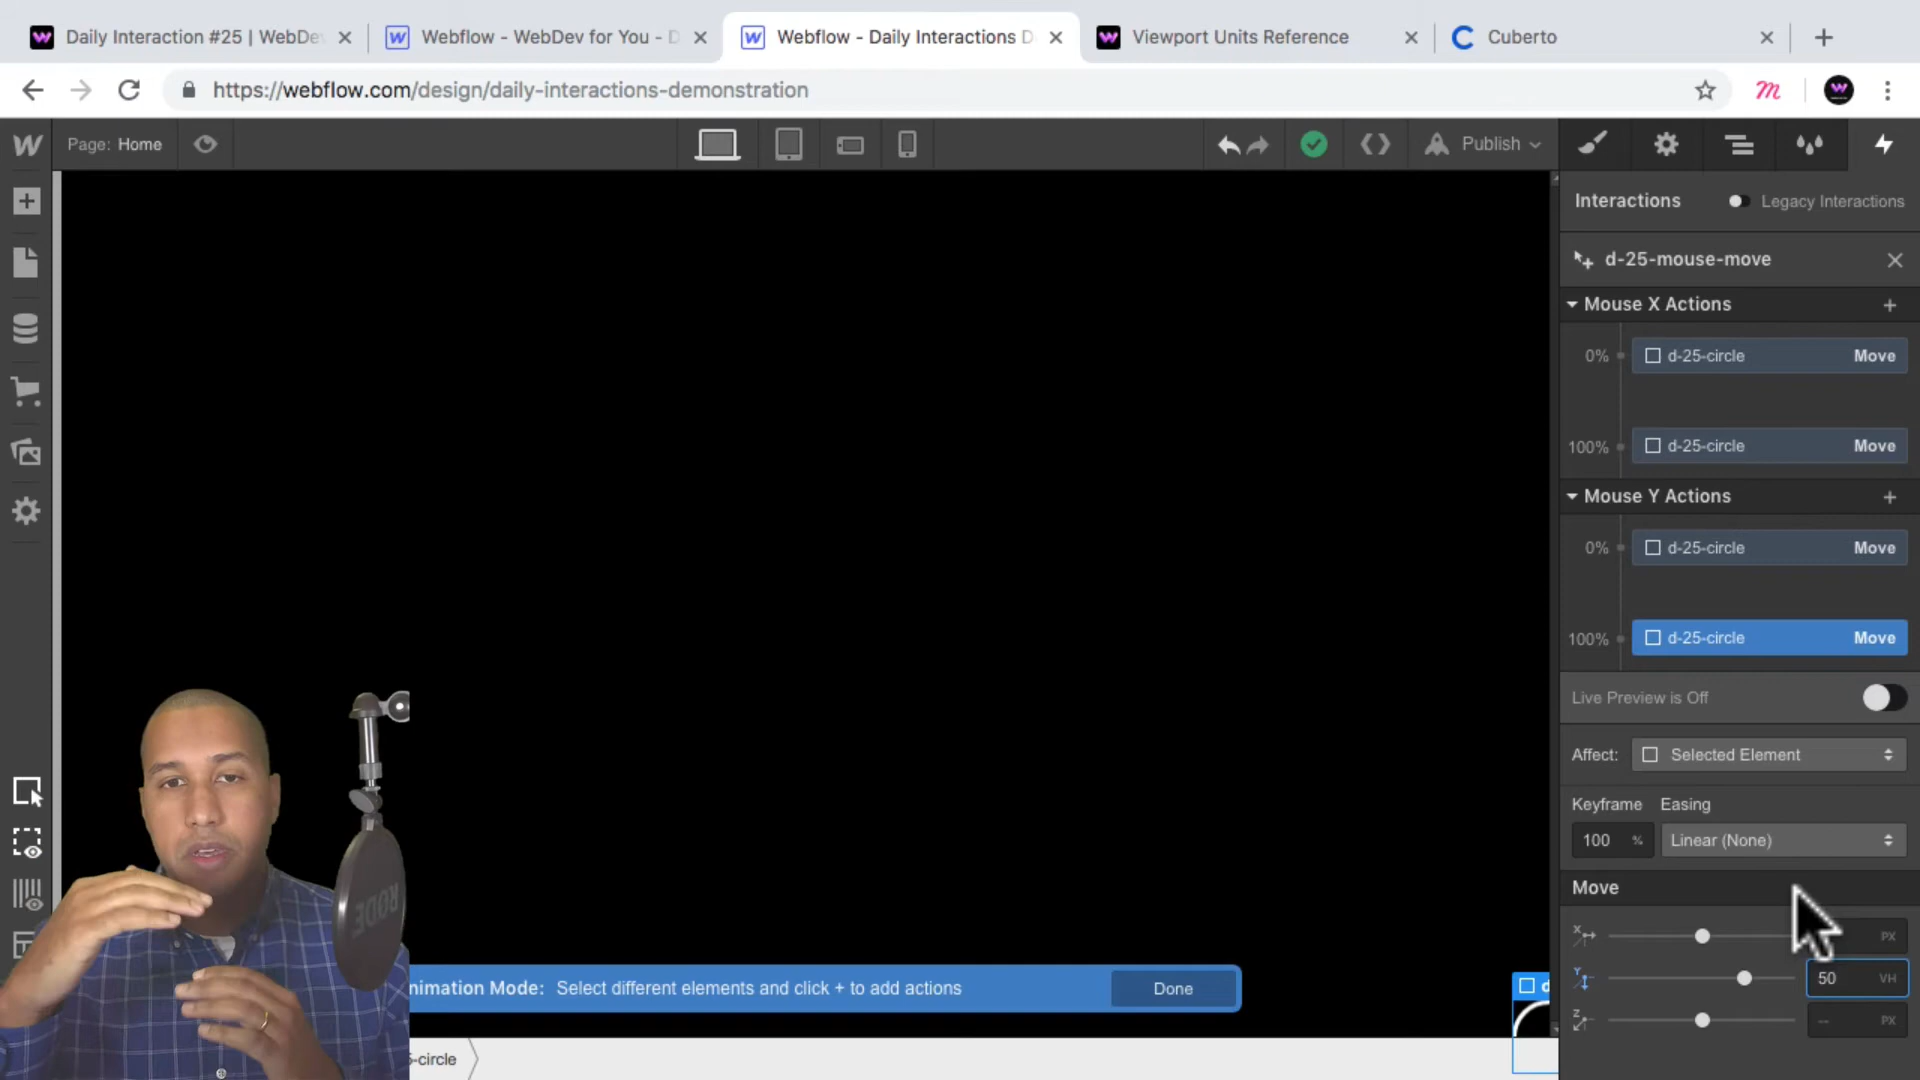 Daily Interaction #25 | WebDe
Webflow - WebDev for You - D
Webflow - Daily Interactions D
Viewport Units Reference
Cuberto
https://webflow.com/design/daily-interactions-demonstration
Page: Home
Publish
Interactions
Legacy Interactions
d-25-mouse-move
Mouse X Actions
0%
d-25-circle
Move
100%
d-25-circle
Move
Mouse Y Actions
0%
d-25-circle
Move
100%
d-25-circle
Move
Live Preview is Off
Affect:
Selected Element
Keyframe
Easing
100 %
Linear (None)
Move
X
PX
Y
50 VH
Z
-- PX
nimation Mode: Select different elements and click + to add actions
Done
-circle
RODE